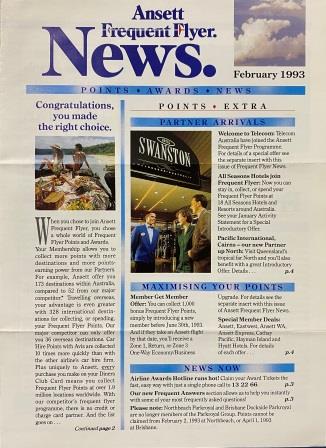 Ansett
Frequent Flyer.
News.
February 1993
POINTS • AWARDS • NEWS
Congratulations,
you made
the right choice.
When you chose to join Ansett
Frequent Flyer, you chose
a whole world of Frequent
Flyer Points and Awards.
Your Membership allows you to
collect more points with more
destinations and more points-
earning power from our Partners.
For example, Ansett offers you
173 destinations within Australia,
compared to 52 from our major
competitor. Travelling overseas,
your advantage is even greater
with 328 international desti-
nations for collecting, or spending,
your Frequent Flyer Points. Our
major competitor can only offer
you 36 overseas destinations. Car
Hire Points with Avis are collected
10 times more quickly than with
the other airline's car hire firm.
Plus uniquely to Ansett, every
purchase you make on your Diners
Club Card means you collect
Frequent Flyer Points at over 1.8
million locations worldwide. With
our competitor's frequent flyer
programme, there is no credit or
charge card partner. And the list
goes on . . .
Continued page 2
POINTS • EXTRA
PARTNER ARRIVALS
SWANSTON
Welcome to Telecom: Telecom
Australia have joined the Ansett
Frequent Flyer Programme.
For details of a special offer see
the separate insert with this
issue of Frequent Flyer News.
All Seasons Hotels join
Frequent Flyer: Now you can
stay in, collect, or spend your
Frequent Flyer Points at
18 All Seasons Hotels and
Resorts around Australia.
See your January Activity
Statement for a Special
Introductory Offer.
Pacific International,
Cairns – our new Partner
up North: Visit Queensland's
tropical far North and you'll also
benefit with a great Introductory
Offer. Details . . . p.4
MAXIMISING YOUR POINTS
Member Get Member
Offer: You can collect 1,000
bonus Frequent Flyer Points,
simply by introducing a new
member before June 30th, 1993.
And if they take an Ansett flight
by that date, you'll receive a
Zone 1, Return, or Zone 3
One-Way Economy/Business
Upgrade. For details see the
separate insert with this issue
of Ansett Frequent Flyer News.
Special Member Deals:
Ansett, Eastwest, Ansett WA,
Ansett Express, Cathay
Pacific, Hayman Island and
Hyatt Hotels. For details
of each offer . . . p.4
NEWS NOW
Airline Awards Hotline runs hot! Claim your Award Tickets the
fast, easy way with just a single phone call to 13 22 66 p.3
Our new Frequent Answers section allows us to help you instantly
with some of your most frequently asked questions! p.3
Please note: Northbeach Parkroyal and Brisbane Dockside Parkroyal
are no longer members of the Parkroyal Group. Points cannot be
claimed from February 2, 1993 at Northbeach, or April 1, 1993
at Brisbane.